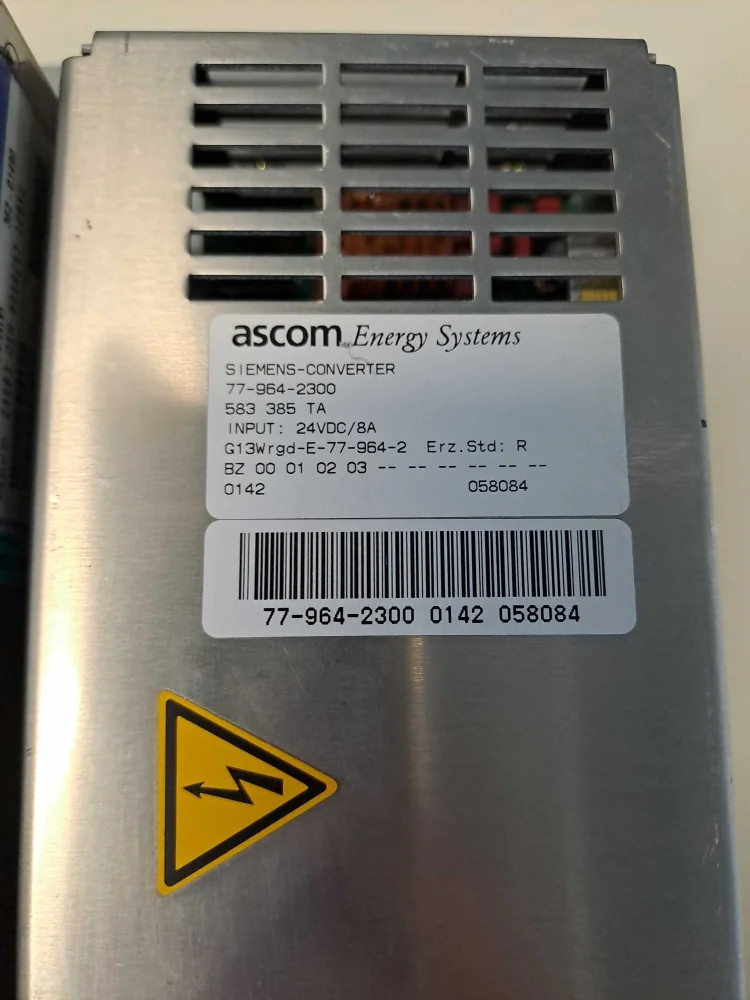 ascom Energy Systems
SIEMENS-CONVERTER
77-964-2300
583 385 TA
INPUT: 24VDC/8A
G13Wrgd-E-77-964-2 Erz.Std: R
BZ 00 01 02 03 -- -- -- -- -- --
0142 058084
77-964-2300 0142 058084